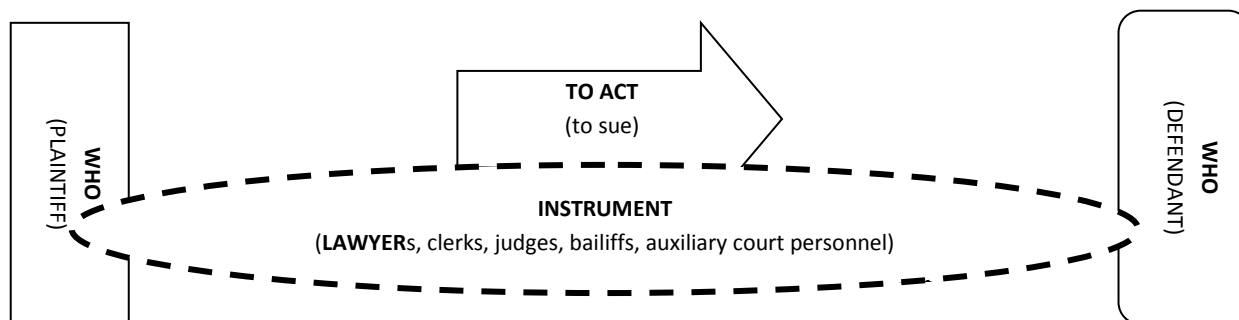 WHO
(PLAINTIFF)
TO ACT
(to sue)
INSTRUMENT
(LAWYERs, clerks, judges, bailiffs, auxiliary court personnel)
WHO
(DEFENDANT)